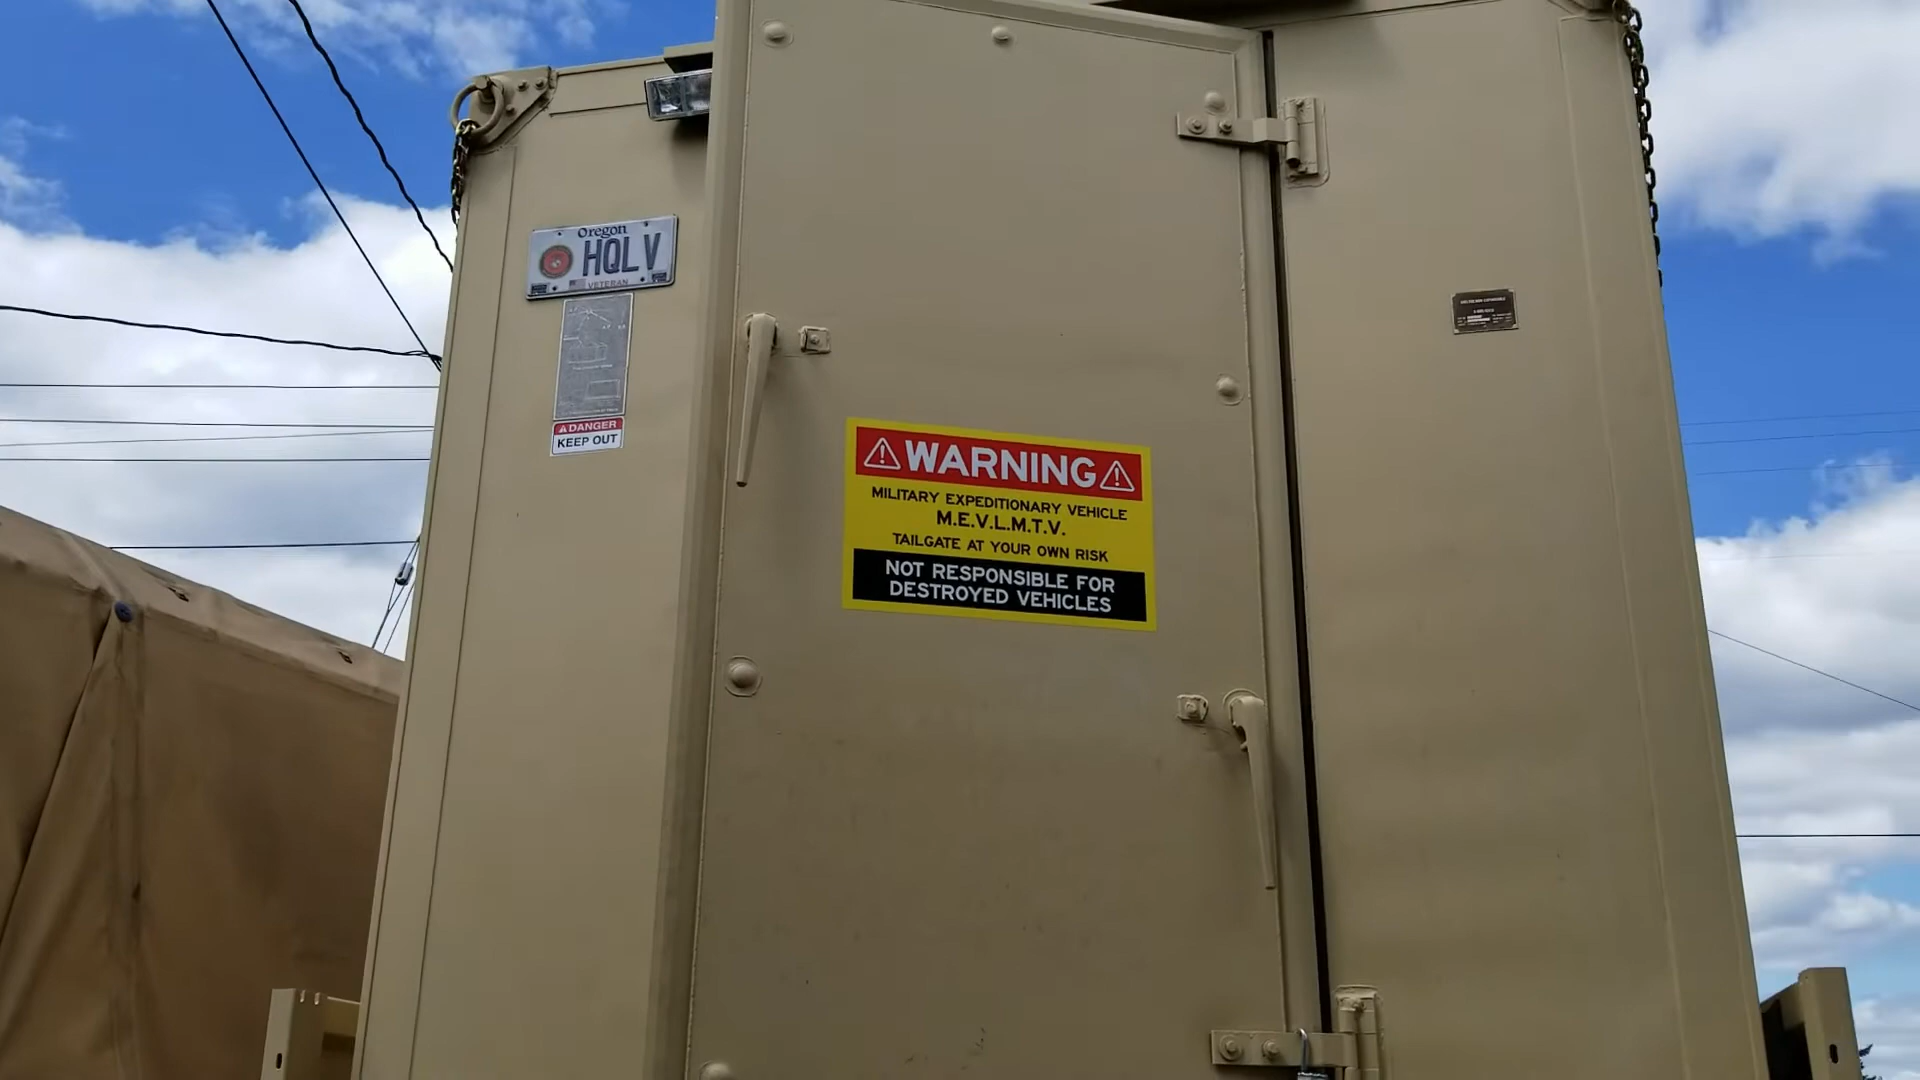 Oregon
HQLV
VETERAN
DANGER
KEEP OUT
WARNING
MILITARY EXPEDITIONARY VEHICLE
M.E.V.L.M.T.V.
TAILGATE AT YOUR OWN RISK
NOT RESPONSIBLE FOR
DESTROYED VEHICLES